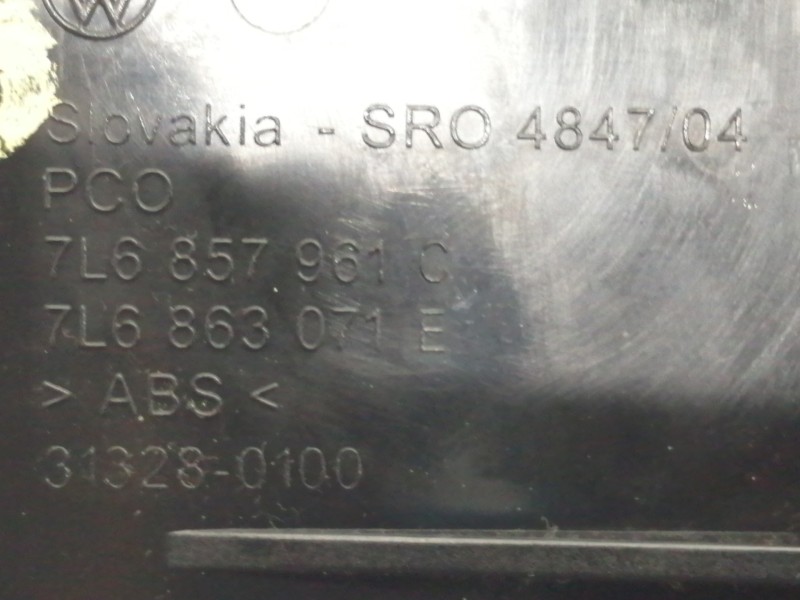 Slovakia - SRO 4847/04
PCO
7L6 857 961 C
7L6 863 071 E
> ABS <
31328-0100